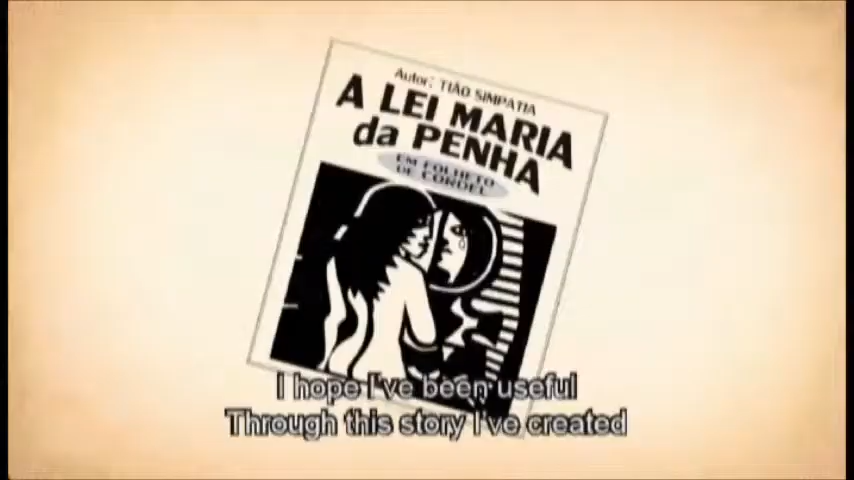 Autor: TIÃO SIMPATIA
A LEI MARIA
da PENHA
EM FOLHETO
DE CORDEL
I hope I've been useful
Through this story I've created